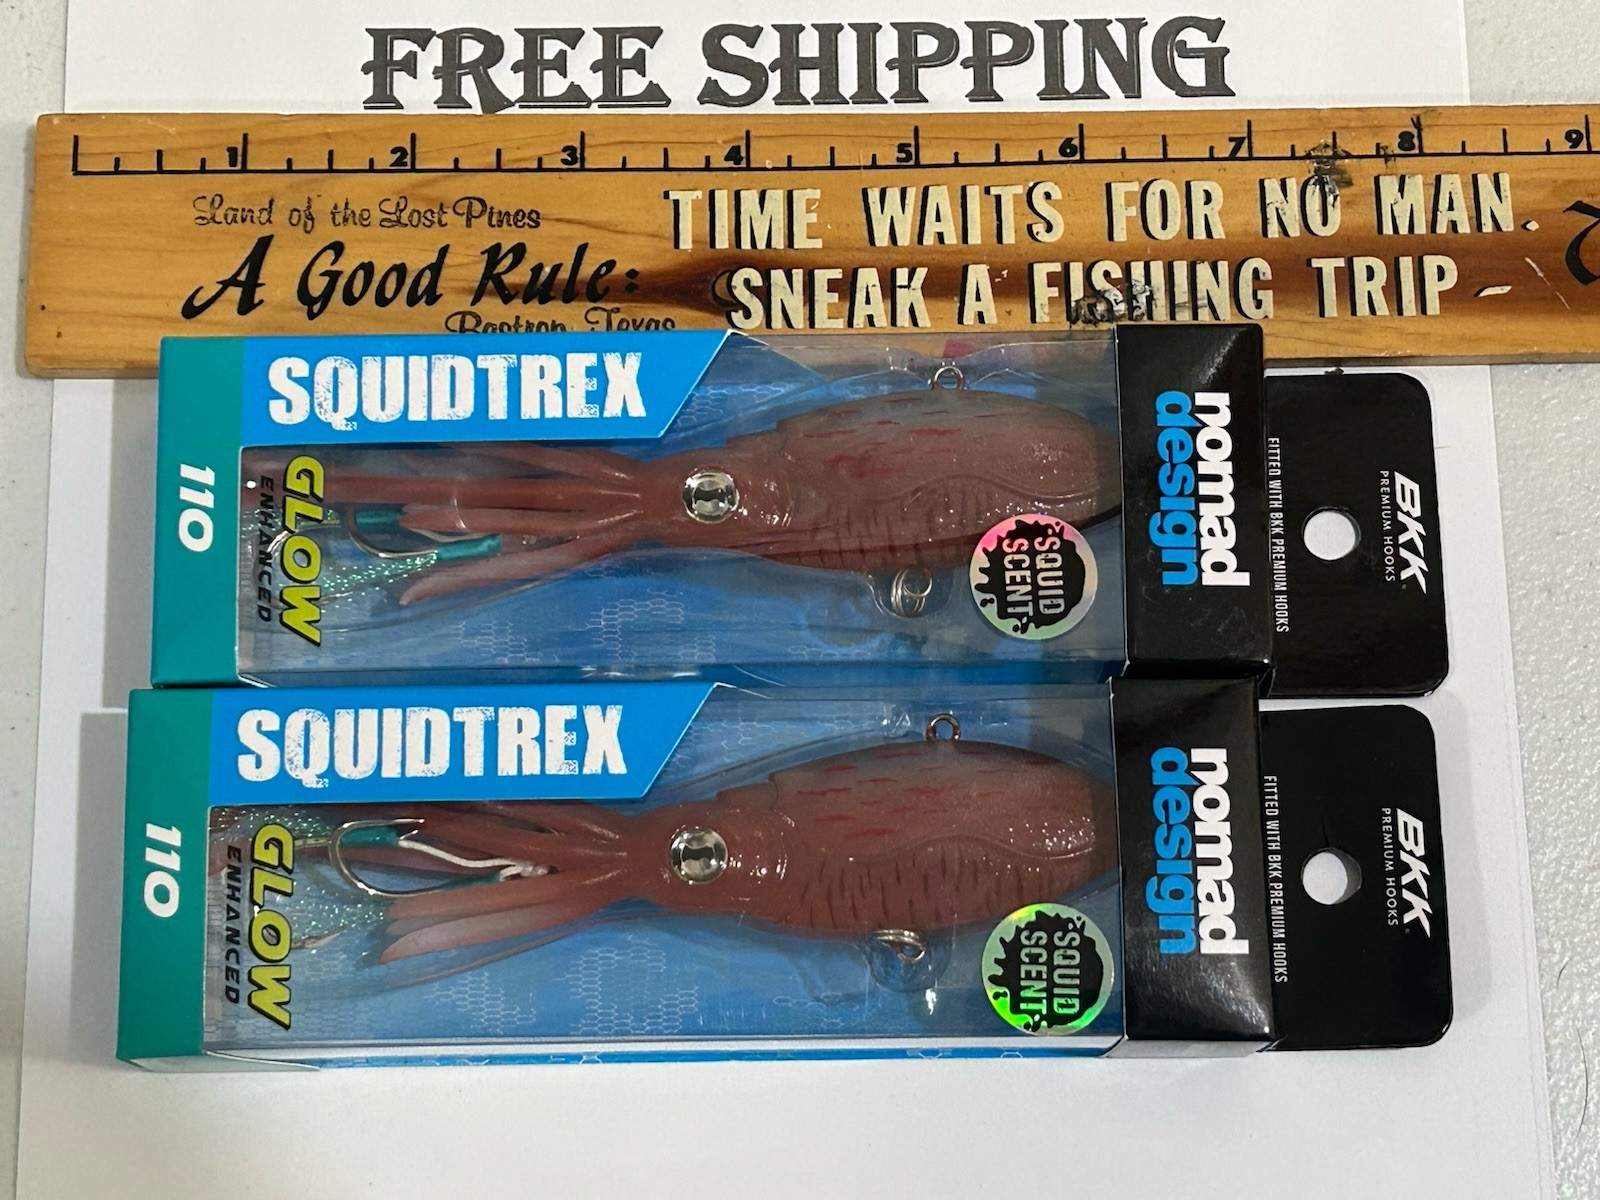 FREE SHIPPING
1 2 3 4 5 6 7 8 9
Land of the Lost Pines
A Good Rule:
Bastrop, Texas
TIME WAITS FOR NO MAN.
SNEAK A FISHING TRIP -
SQUIDTREX
110
GLOW
ENHANCED
SQUID
SCENT
nomad
design
FITTED WITH BKK PREMIUM HOOKS
BKK
PREMIUM HOOKS
SQUIDTREX
110
GLOW
ENHANCED
SQUID
SCENT
nomad
design
FITTED WITH BKK PREMIUM HOOKS
BKK
PREMIUM HOOKS